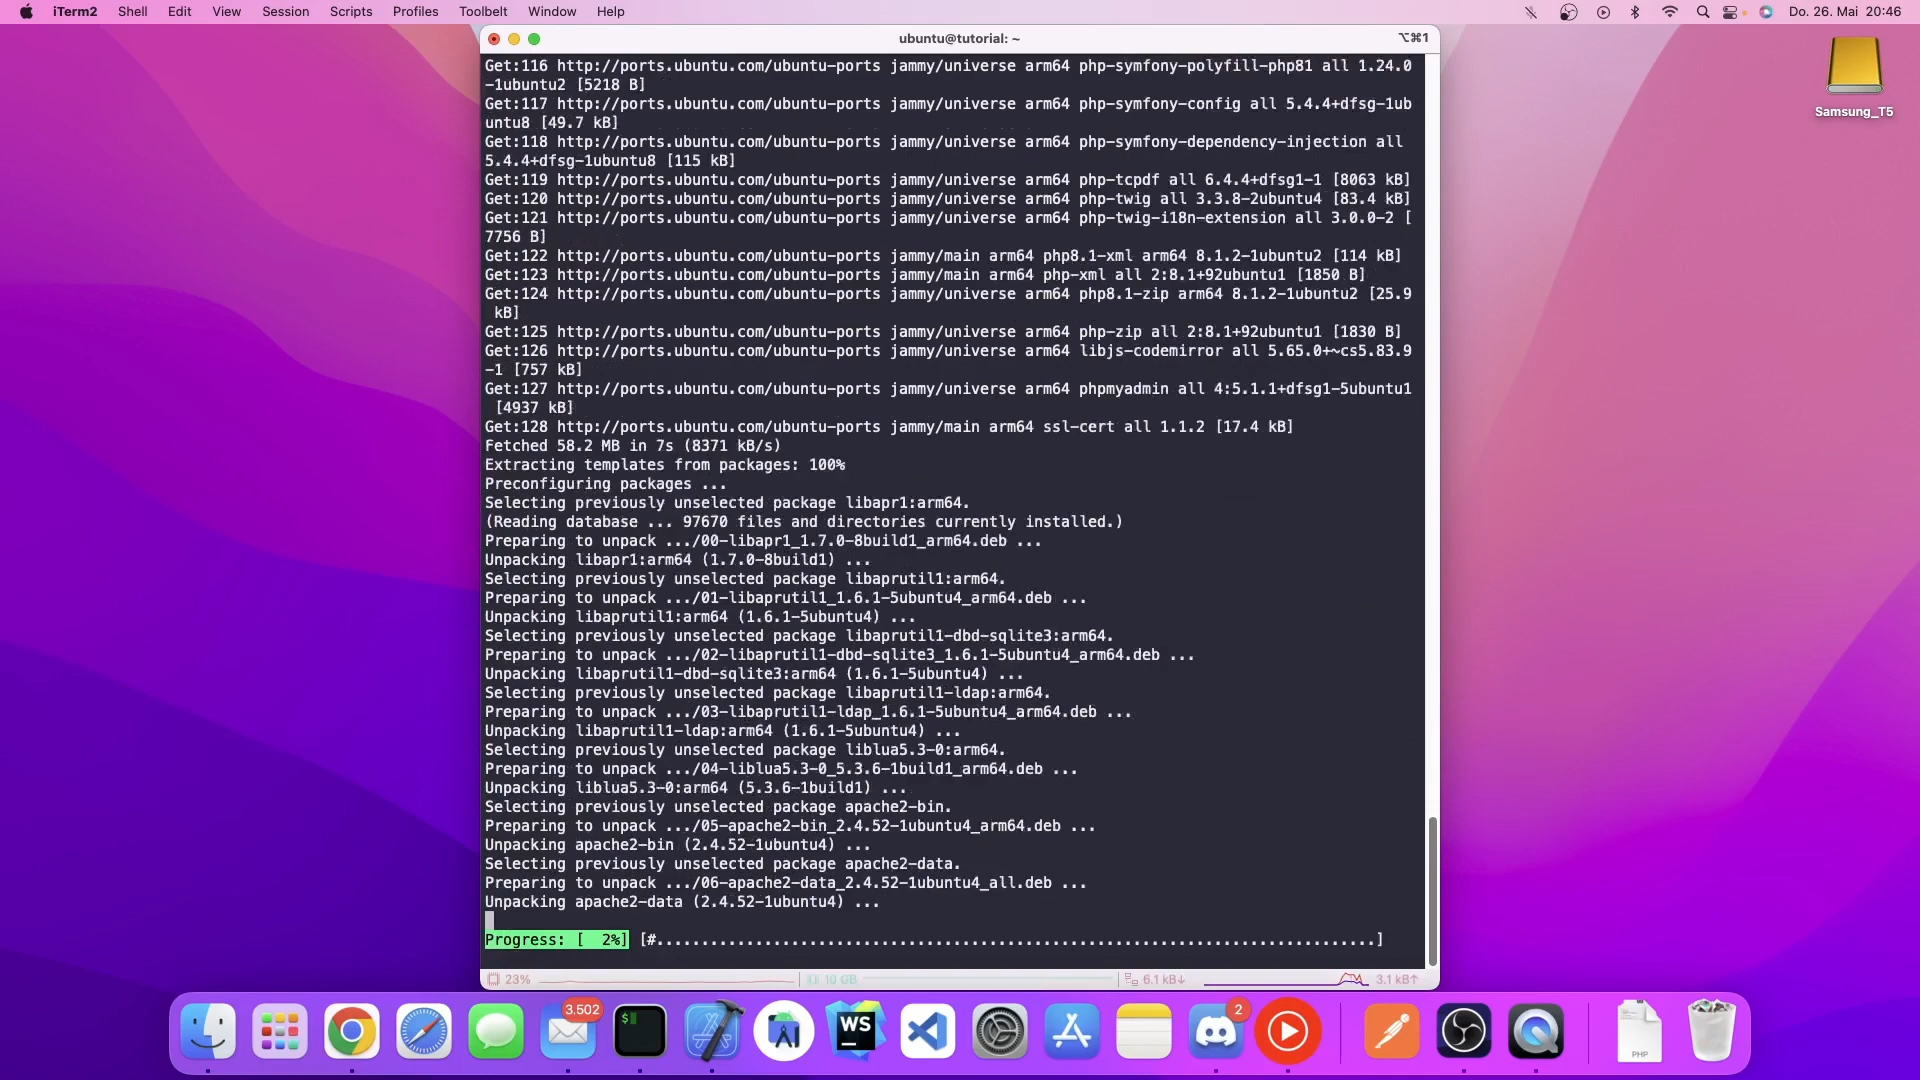 iTerm2 Shell Edit View Session Scripts Profiles Toolbelt Window Help Do. 26. Mai 20:46
ubuntu@tutorial: ~ ⌥⌘1
Samsung_T5
Get:116 http://ports.ubuntu.com/ubuntu-ports jammy/universe arm64 php-symfony-polyfill-php81 all 1.24.0
-1ubuntu2 [5218 B]
Get:117 http://ports.ubuntu.com/ubuntu-ports jammy/universe arm64 php-symfony-config all 5.4.4+dfsg-1ub
untu8 [49.7 kB]
Get:118 http://ports.ubuntu.com/ubuntu-ports jammy/universe arm64 php-symfony-dependency-injection all
5.4.4+dfsg-1ubuntu8 [115 kB]
Get:119 http://ports.ubuntu.com/ubuntu-ports jammy/universe arm64 php-tcpdf all 6.4.4+dfsg1-1 [8063 kB]
Get:120 http://ports.ubuntu.com/ubuntu-ports jammy/universe arm64 php-twig all 3.3.8-2ubuntu4 [83.4 kB]
Get:121 http://ports.ubuntu.com/ubuntu-ports jammy/universe arm64 php-twig-i18n-extension all 3.0.0-2 [
7756 B]
Get:122 http://ports.ubuntu.com/ubuntu-ports jammy/main arm64 php8.1-xml arm64 8.1.2-1ubuntu2 [114 kB]
Get:123 http://ports.ubuntu.com/ubuntu-ports jammy/main arm64 php-xml all 2:8.1+92ubuntu1 [1850 B]
Get:124 http://ports.ubuntu.com/ubuntu-ports jammy/universe arm64 php8.1-zip arm64 8.1.2-1ubuntu2 [25.9
kB]
Get:125 http://ports.ubuntu.com/ubuntu-ports jammy/universe arm64 php-zip all 2:8.1+92ubuntu1 [1830 B]
Get:126 http://ports.ubuntu.com/ubuntu-ports jammy/universe arm64 libjs-codemirror all 5.65.0+~cs5.83.9
-1 [757 kB]
Get:127 http://ports.ubuntu.com/ubuntu-ports jammy/universe arm64 phpmyadmin all 4:5.1.1+dfsg1-5ubuntu1
[4937 kB]
Get:128 http://ports.ubuntu.com/ubuntu-ports jammy/main arm64 ssl-cert all 1.1.2 [17.4 kB]
Fetched 58.2 MB in 7s (8371 kB/s)
Extracting templates from packages: 100%
Preconfiguring packages ...
Selecting previously unselected package libapr1:arm64.
(Reading database ... 97670 files and directories currently installed.)
Preparing to unpack .../00-libapr1_1.7.0-8build1_arm64.deb ...
Unpacking libapr1:arm64 (1.7.0-8build1) ...
Selecting previously unselected package libaprutil1:arm64.
Preparing to unpack .../01-libaprutil1_1.6.1-5ubuntu4_arm64.deb ...
Unpacking libaprutil1:arm64 (1.6.1-5ubuntu4) ...
Selecting previously unselected package libaprutil1-dbd-sqlite3:arm64.
Preparing to unpack .../02-libaprutil1-dbd-sqlite3_1.6.1-5ubuntu4_arm64.deb ...
Unpacking libaprutil1-dbd-sqlite3:arm64 (1.6.1-5ubuntu4) ...
Selecting previously unselected package libaprutil1-ldap:arm64.
Preparing to unpack .../03-libaprutil1-ldap_1.6.1-5ubuntu4_arm64.deb ...
Unpacking libaprutil1-ldap:arm64 (1.6.1-5ubuntu4) ...
Selecting previously unselected package liblua5.3-0:arm64.
Preparing to unpack .../04-liblua5.3-0_5.3.6-1build1_arm64.deb ...
Unpacking liblua5.3-0:arm64 (5.3.6-1build1) ...
Selecting previously unselected package apache2-bin.
Preparing to unpack .../05-apache2-bin_2.4.52-1ubuntu4_arm64.deb ...
Unpacking apache2-bin (2.4.52-1ubuntu4) ...
Selecting previously unselected package apache2-data.
Preparing to unpack .../06-apache2-data_2.4.52-1ubuntu4_all.deb ...
Unpacking apache2-data (2.4.52-1ubuntu4) ...
Progress: [  2%] [#................................................................................]
23% 10 GB 6.1 kB↓ 3.1 kB↑
3.502 $ WS 2 PHP